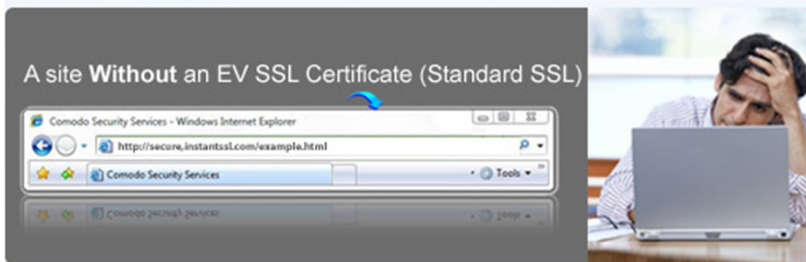 A site Without an EV SSL Certificate (Standard SSL)
Comodo Security Services - Windows Internet Explorer
http://secure.instantssl.com/example.html
Comodo Security Services
Tools